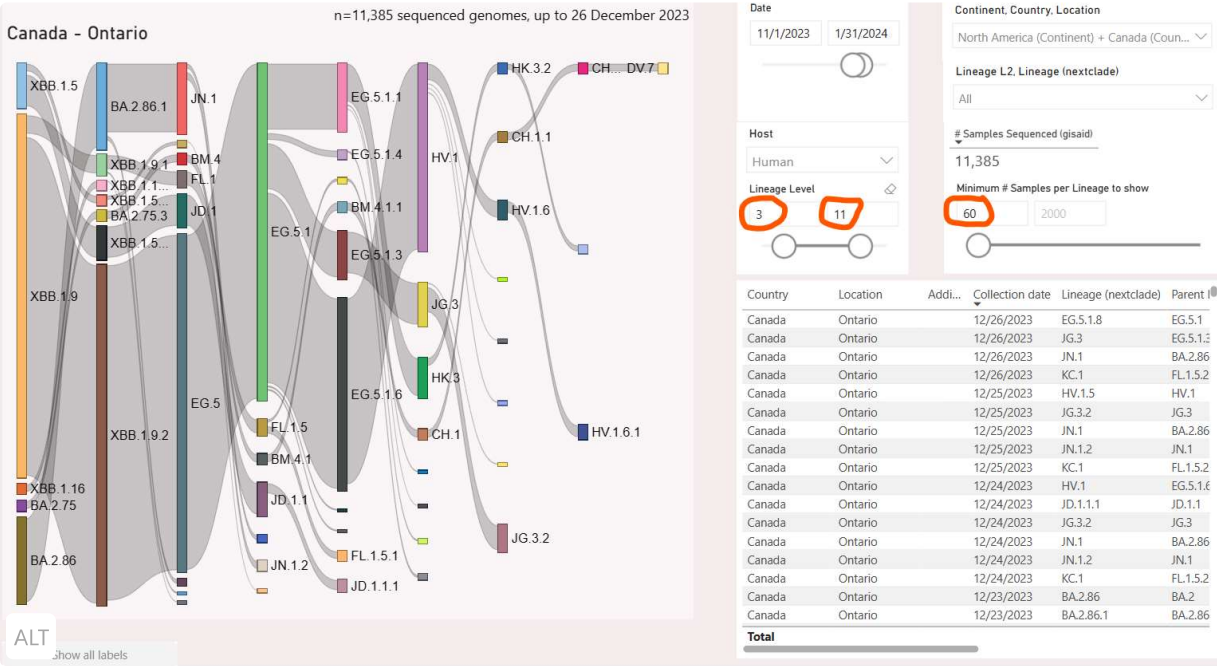 n=11,385 sequenced genomes, up to 26 December 2023
Canada - Ontario
XBB.1.5
XBB.1.9
XBB.1.16
BA.2.75
BA.2.86
BA.2.86.1
XBB.1.9.1
XBB.1.1...
XBB.1.5...
BA.2.75.3
XBB.1.5...
XBB.1.9.2
JN.1
BM.4
FL.1
JD.1
EG.5
EG.5.1
FL.1.5
BM.4.1
JD.1.1
JN.1.2
EG.5.1.1
EG.5.1.4
BM.4.1.1
EG.5.1.3
EG.5.1.6
FL.1.5.1
JD.1.1.1
HV.1
JG.3
HK.3
CH.1
HK.3.2
CH.1.1
HV.1.6
JG.3.2
CH... DV.7
HV.1.6.1
ALT
Show all labels
Date
11/1/2023 1/31/2024
Continent, Country, Location
North America (Continent) + Canada (Coun...
Lineage L2, Lineage (nextclade)
All
Host
Human
# Samples Sequenced (gisaid)
11,385
Lineage Level
3 11
Minimum # Samples per Lineage to show
60 2000
Country Location Addi... Collection date Lineage (nextclade) Parent
Canada Ontario 12/26/2023 EG.5.1.8 EG.5.1
Canada Ontario 12/26/2023 JG.3 EG.5.1.3
Canada Ontario 12/26/2023 JN.1 BA.2.86
Canada Ontario 12/26/2023 KC.1 FL.1.5.2
Canada Ontario 12/25/2023 HV.1.5 HV.1
Canada Ontario 12/25/2023 JG.3.2 JG.3
Canada Ontario 12/25/2023 JN.1 BA.2.86
Canada Ontario 12/25/2023 JN.1.2 JN.1
Canada Ontario 12/25/2023 KC.1 FL.1.5.2
Canada Ontario 12/24/2023 HV.1 EG.5.1.6
Canada Ontario 12/24/2023 JD.1.1.1 JD.1.1
Canada Ontario 12/24/2023 JG.3.2 JG.3
Canada Ontario 12/24/2023 JN.1 BA.2.86
Canada Ontario 12/24/2023 JN.1.2 JN.1
Canada Ontario 12/24/2023 KC.1 FL.1.5.2
Canada Ontario 12/23/2023 BA.2.86 BA.2
Canada Ontario 12/23/2023 BA.2.86.1 BA.2.86
Total